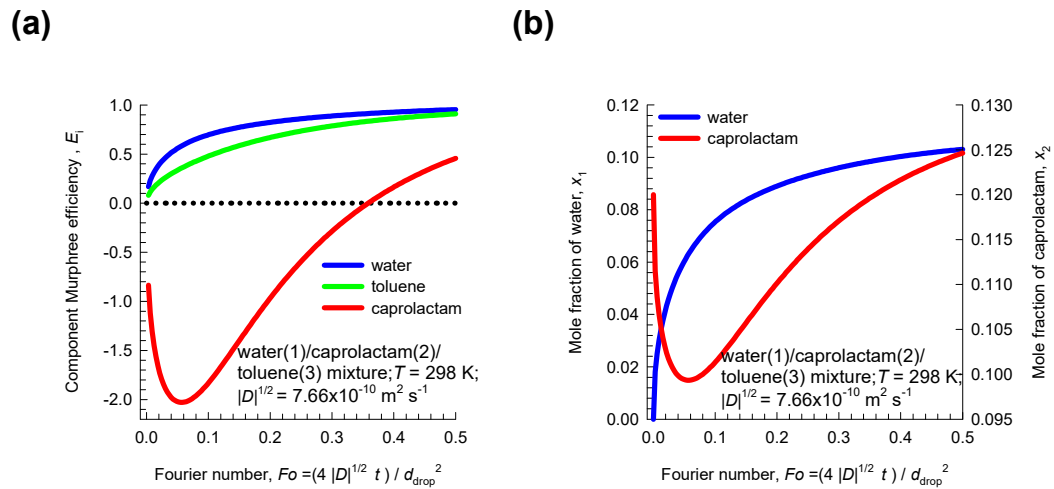 (a)
Component Murphree efficiency , E_i
1.0
0.5
0.0
-0.5
-1.0
-1.5
-2.0
water
toluene
caprolactam
water(1)/caprolactam(2)/
toluene(3) mixture; T = 298 K;
|D|^1/2 = 7.66x10^-10 m^2 s^-1
0.0 0.1 0.2 0.3 0.4 0.5
Fourier number, Fo =(4 |D|^1/2 t) / d_drop^2
(b)
Mole fraction of water, x_1
0.12
0.10
0.08
0.06
0.04
0.02
0.00
water
caprolactam
water(1)/caprolactam(2)/
toluene(3) mixture; T = 298 K;
|D|^1/2 = 7.66x10^-10 m^2 s^-1
0.130
0.125
0.120
0.115
0.110
0.105
0.100
0.095
Mole fraction of caprolactam, x_2
0.0 0.1 0.2 0.3 0.4 0.5
Fourier number, Fo =(4 |D|^1/2 t) / d_drop^2